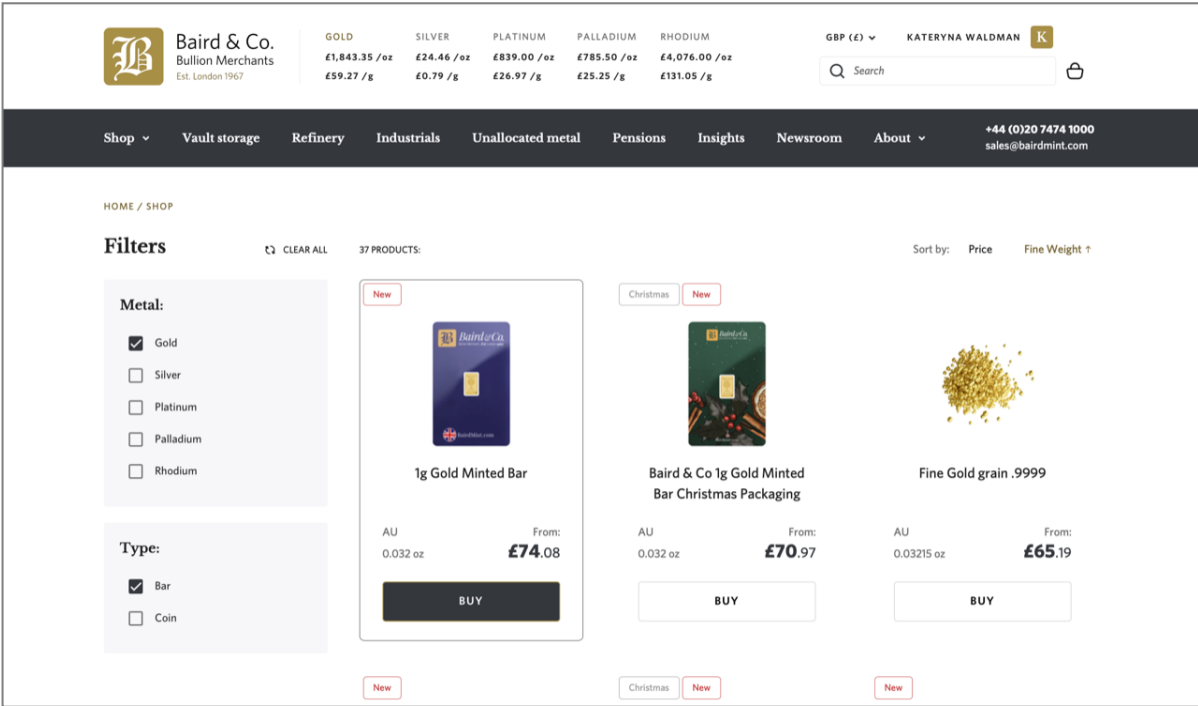 Baird & Co.
Bullion Merchants
Est. London 1967
GOLD
£1,843.35 /oz
£59.27 /g
SILVER
£24.46 /oz
£0.79 /g
PLATINUM
£839.00 /oz
£26.97 /g
PALLADIUM
£785.50 /oz
£25.25 /g
RHODIUM
£4,076.00 /oz
£131.05 /g
GBP (£)
KATERYNA WALDMAN
K
Search
Shop
Vault storage
Refinery
Industrials
Unallocated metal
Pensions
Insights
Newsroom
About
+44 (0)20 7474 1000
sales@bairdmint.com
HOME / SHOP
Filters
CLEAR ALL
37 PRODUCTS:
Sort by:
Price
Fine Weight ↑
Metal:
Gold
Silver
Platinum
Palladium
Rhodium
Type:
Bar
Coin
New
Baird & Co.
BairdMint.com
1g Gold Minted Bar
AU
0.032 oz
From:
£74.08
BUY
Christmas
New
Baird & Co.
Baird & Co 1g Gold Minted
Bar Christmas Packaging
AU
0.032 oz
From:
£70.97
BUY
Fine Gold grain .9999
AU
0.03215 oz
From:
£65.19
BUY
New
Christmas
New
New